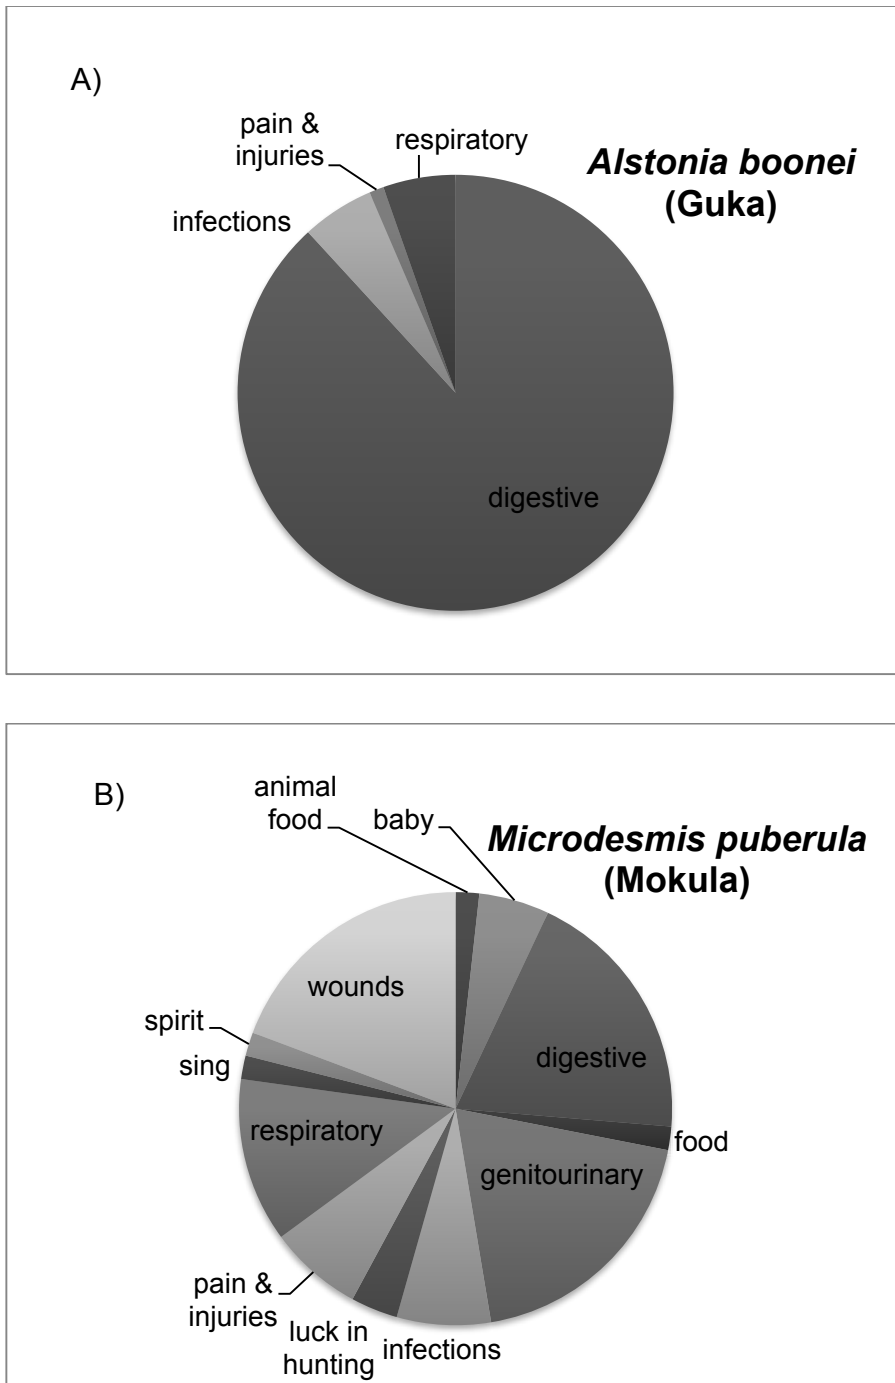 A)
pain &
injuries
respiratory
Alstonia boonei
(Guka)
infections
digestive
B)
animal
food
baby
Microdesmis puberula
(Mokula)
wounds
spirit
digestive
sing
respiratory
food
genitourinary
pain &
injuries
luck in
hunting
infections